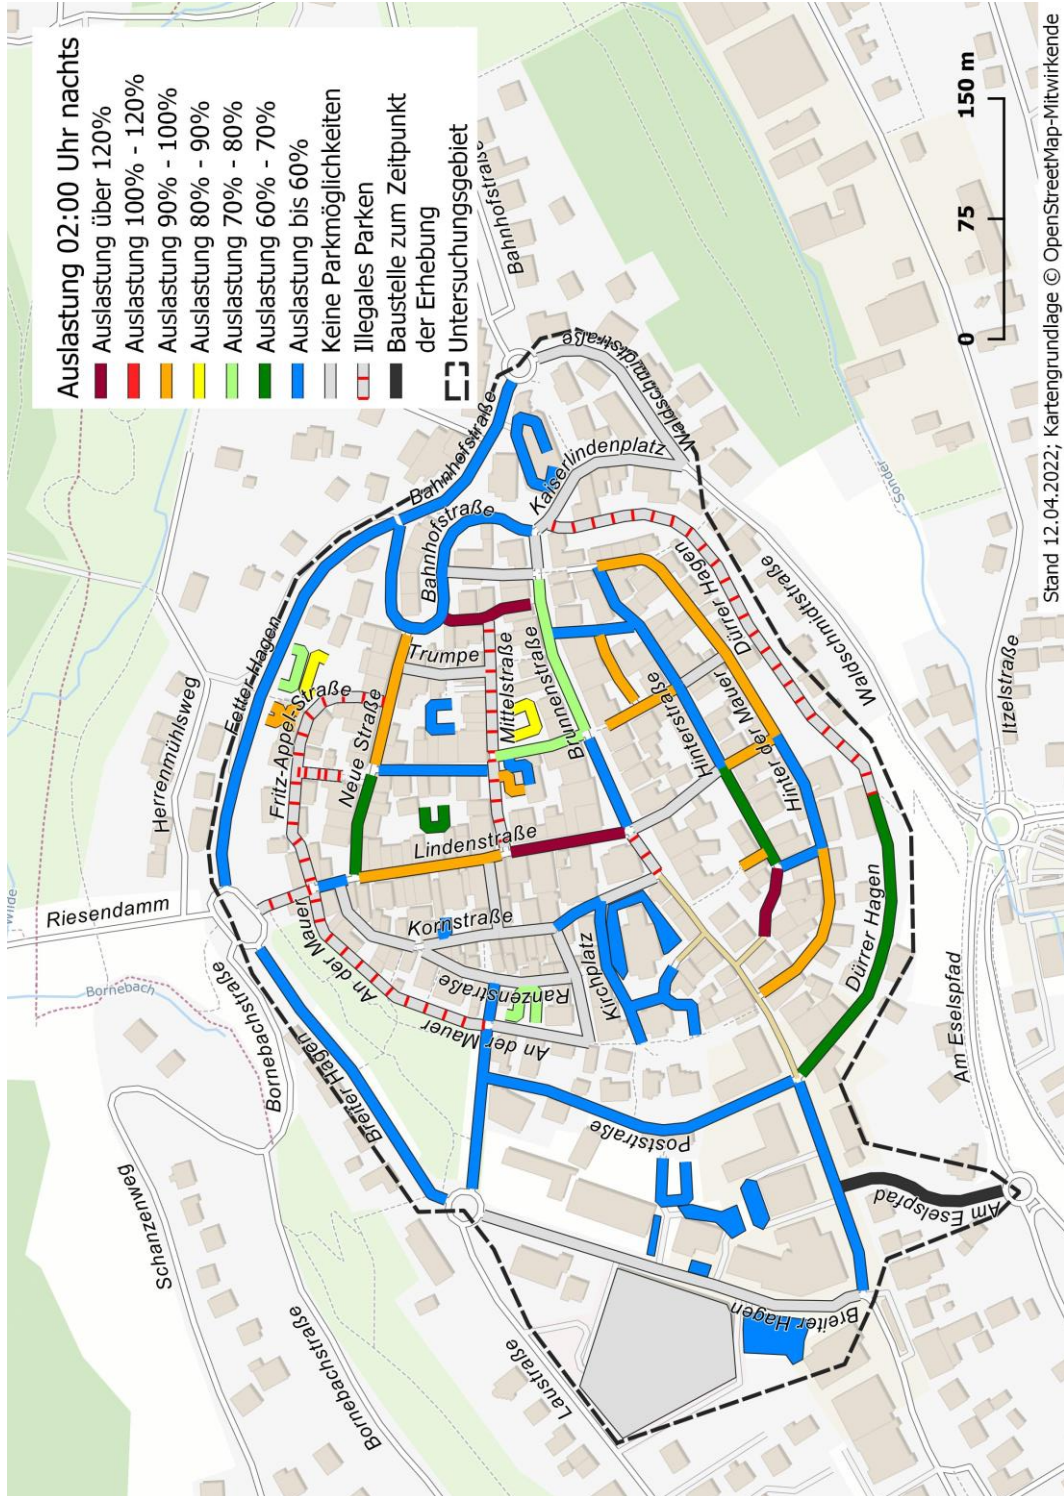 Auslastung 02:00 Uhr nachts
Auslastung über 120%
Auslastung 100% - 120%
Auslastung 90% - 100%
Auslastung 80% - 90%
Auslastung 70% - 80%
Auslastung 60% - 70%
Auslastung bis 60%
Keine Parkmöglichkeiten
Illegales Parken
Baustelle zum Zeitpunkt
der Erhebung
Untersuchungsgebiet
Schanzenweg
Bornebachstraße
Bornebachstraße
Bornebach
Wilde
Riesendamm
Herrenmühlsweg
Fetter Hagen
Bahnhofstraße
Bahnhofstraße
Bahnhofstraße
Breiter Hagen
An der Mauer
Fritz-Appel-Straße
Neue Straße
Trumpe
Laustraße
An der Mauer
Ranzenstraße
Kornstraße
Lindenstraße
Mittelstraße
Brunnenstraße
Kaiserlindenplatz
Waldschmidtstraße
Poststraße
Kirchplatz
Hinterstraße
Hinter der Mauer
Dürrer Hagen
Breiter Hagen
Dürrer Hagen
Waldschmidtstraße
Sonder
Am Eselspfad
Am Eselspfad
Itzelstraße
0 75 150 m
Stand 12.04.2022; Kartengrundlage © OpenStreetMap-Mitwirkende